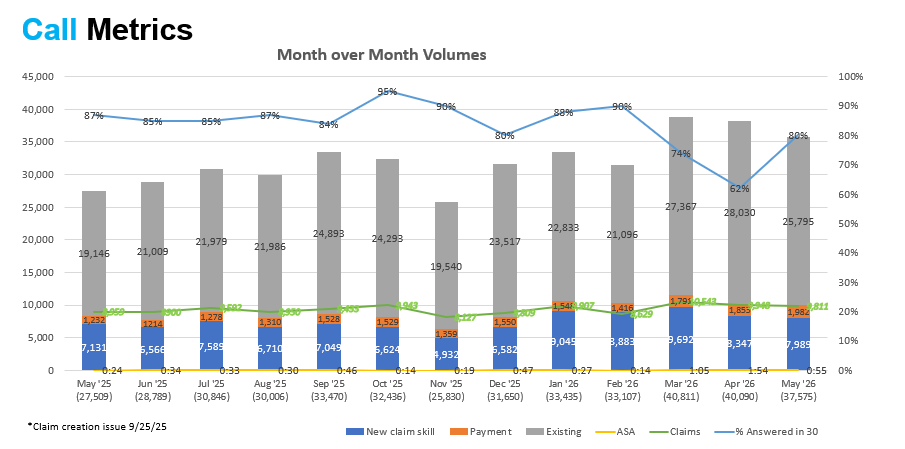 Call Metrics
Month over Month Volumes
45,000
40,000
35,000
30,000
25,000
20,000
15,000
10,000
5,000
0
100%
90%
80%
70%
60%
50%
40%
30%
20%
10%
0%
87% 85% 85% 87% 84% 95% 90% 80% 88% 90% 74% 62% 80%
19,146 21,009 21,979 21,986 24,893 24,293 19,540 23,517 22,833 21,096 27,367 28,030 25,795
1,232 1214 1,278 1,310 1,528 1,529 1,359 1,550 1,416 1,855 1,982
7,131 6,566 7,585 6,710 7,049 6,624 4,932 6,582 9,045 8,883 9,692 8,347 7,989
0:24 0:34 0:33 0:30 0:46 0:14 0:19 0:47 0:27 0:14 1:05 1:54 0:55
May '25 Jun '25 Jul '25 Aug '25 Sep '25 Oct '25 Nov '25 Dec '25 Jan '26 Feb '26 Mar '26 Apr '26 May '26
(27,509) (28,789) (30,846) (30,006) (33,470) (32,436) (25,830) (31,650) (33,435) (33,107) (40,811) (40,090) (37,575)
*Claim creation issue 9/25/25
New claim skill Payment Existing ASA Claims % Answered in 30